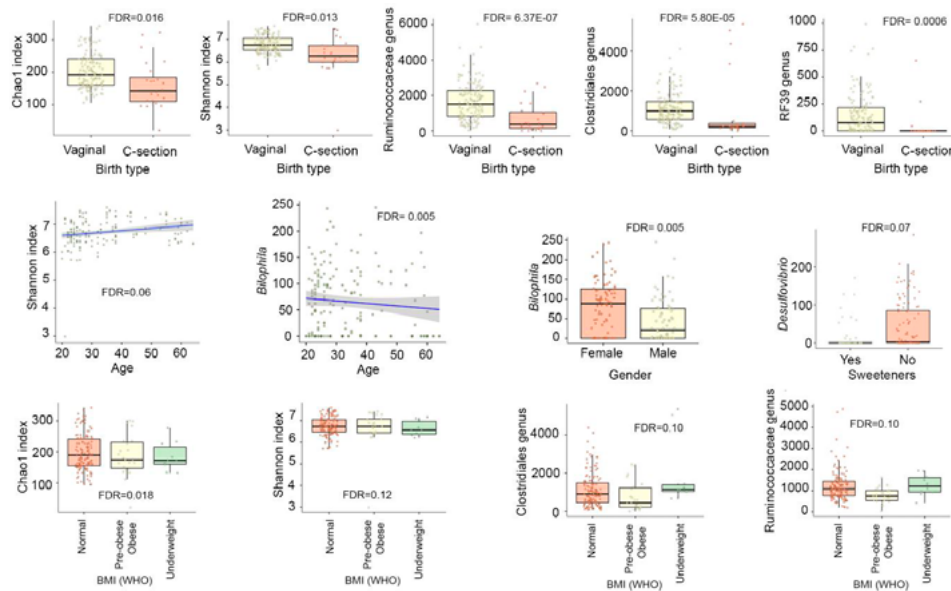 FDR=0.016
Chao1 index
300
200
100
Vaginal C-section
Birth type
FDR=0.013
Shannon index
7
6
5
4
3
Vaginal C-section
Birth type
FDR= 6.37E-07
Ruminococcaceae genus
6000
4000
2000
0
Vaginal C-section
Birth type
FDR= 5.80E-05
Clostridiales genus
4000
2000
0
Vaginal C-section
Birth type
FDR= 0.0006
RF39 genus
1000
750
500
250
0
Vaginal C-section
Birth type
Shannon index
7
6
5
4
3
FDR=0.06
20 30 40 50 60
Age
Bilophila
250
200
150
100
50
0
FDR= 0.005
20 30 40 50 60
Age
FDR= 0.005
Bilophila
250
200
150
100
50
0
Female Male
Gender
FDR=0.07
Desulfovibrio
200
100
0
Yes No
Sweeteners
Chao1 index
300
200
100
FDR=0.018
Normal
Pre-obese
Obese
Underweight
BMI (WHO)
Shannon index
7
6
5
4
3
FDR=0.12
Normal
Pre-obese
Obese
Underweight
BMI (WHO)
Clostridiales genus
4000
2000
0
FDR=0.10
Normal
Pre-obese
Obese
Underweight
BMI (WHO)
Ruminococcaceae genus
5000
4000
3000
2000
1000
0
FDR=0.10
Normal
Pre-obese
Obese
Underweight
BMI (WHO)